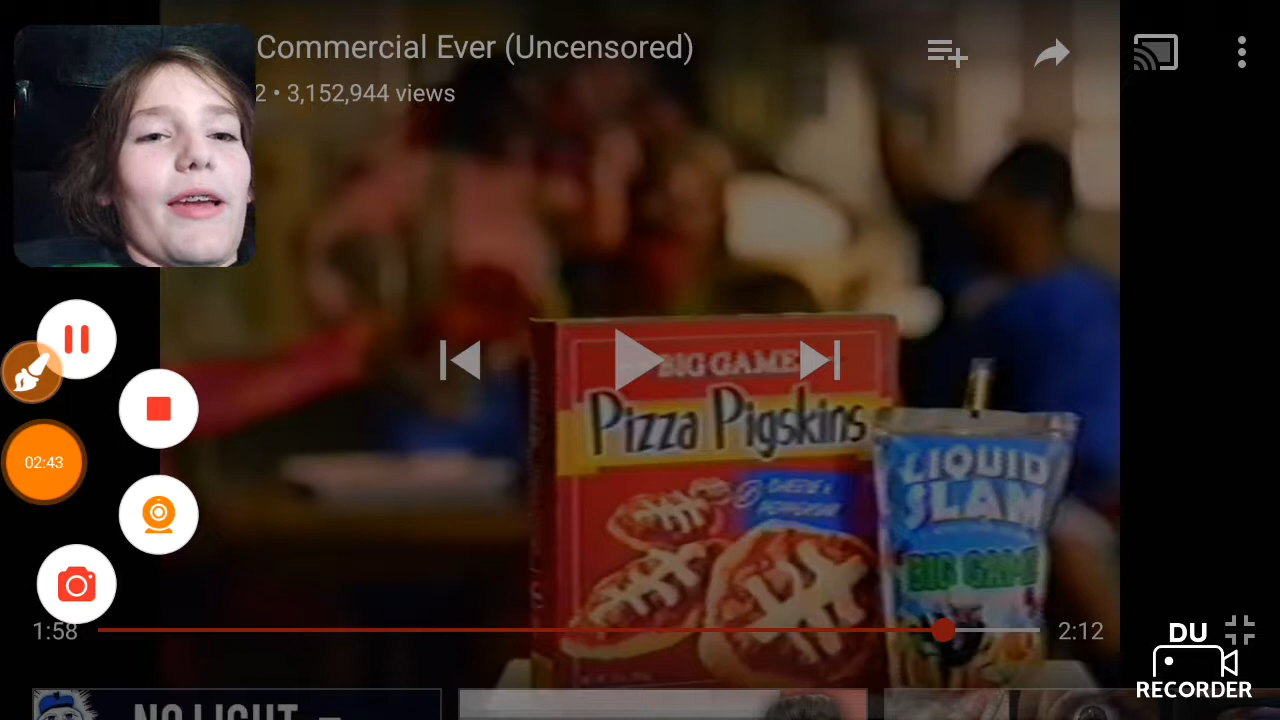 Commercial Ever (Uncensored)
2 • 3,152,944 views
BIG GAME
Pizza Pigskins
CHEESE &
PEPPERONI
LIQUID
SLAM
BIG GAME
02:43
1:58
2:12
DU
RECORDER
NO LIGHT